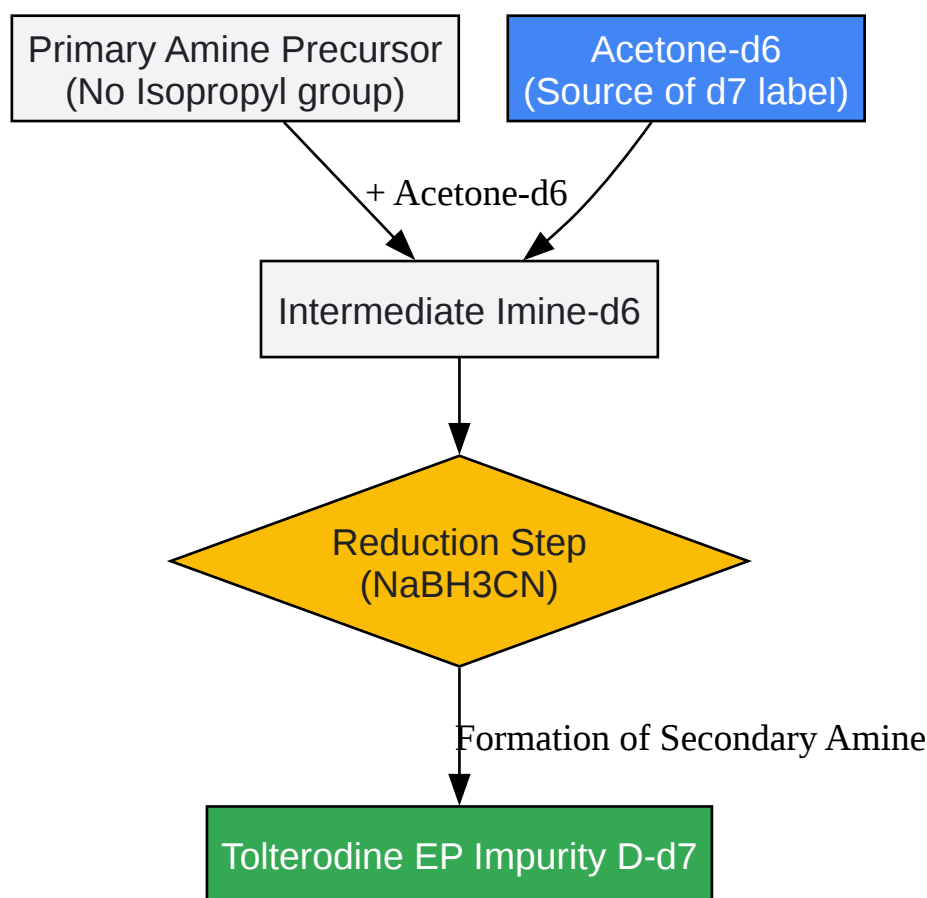 Primary Amine Precursor
(No Isopropyl group)
Acetone-d6
(Source of d7 label)
+ Acetone-d6
Intermediate Imine-d6
Reduction Step
(NaBH3CN)
Formation of Secondary Amine
Tolterodine EP Impurity D-d7